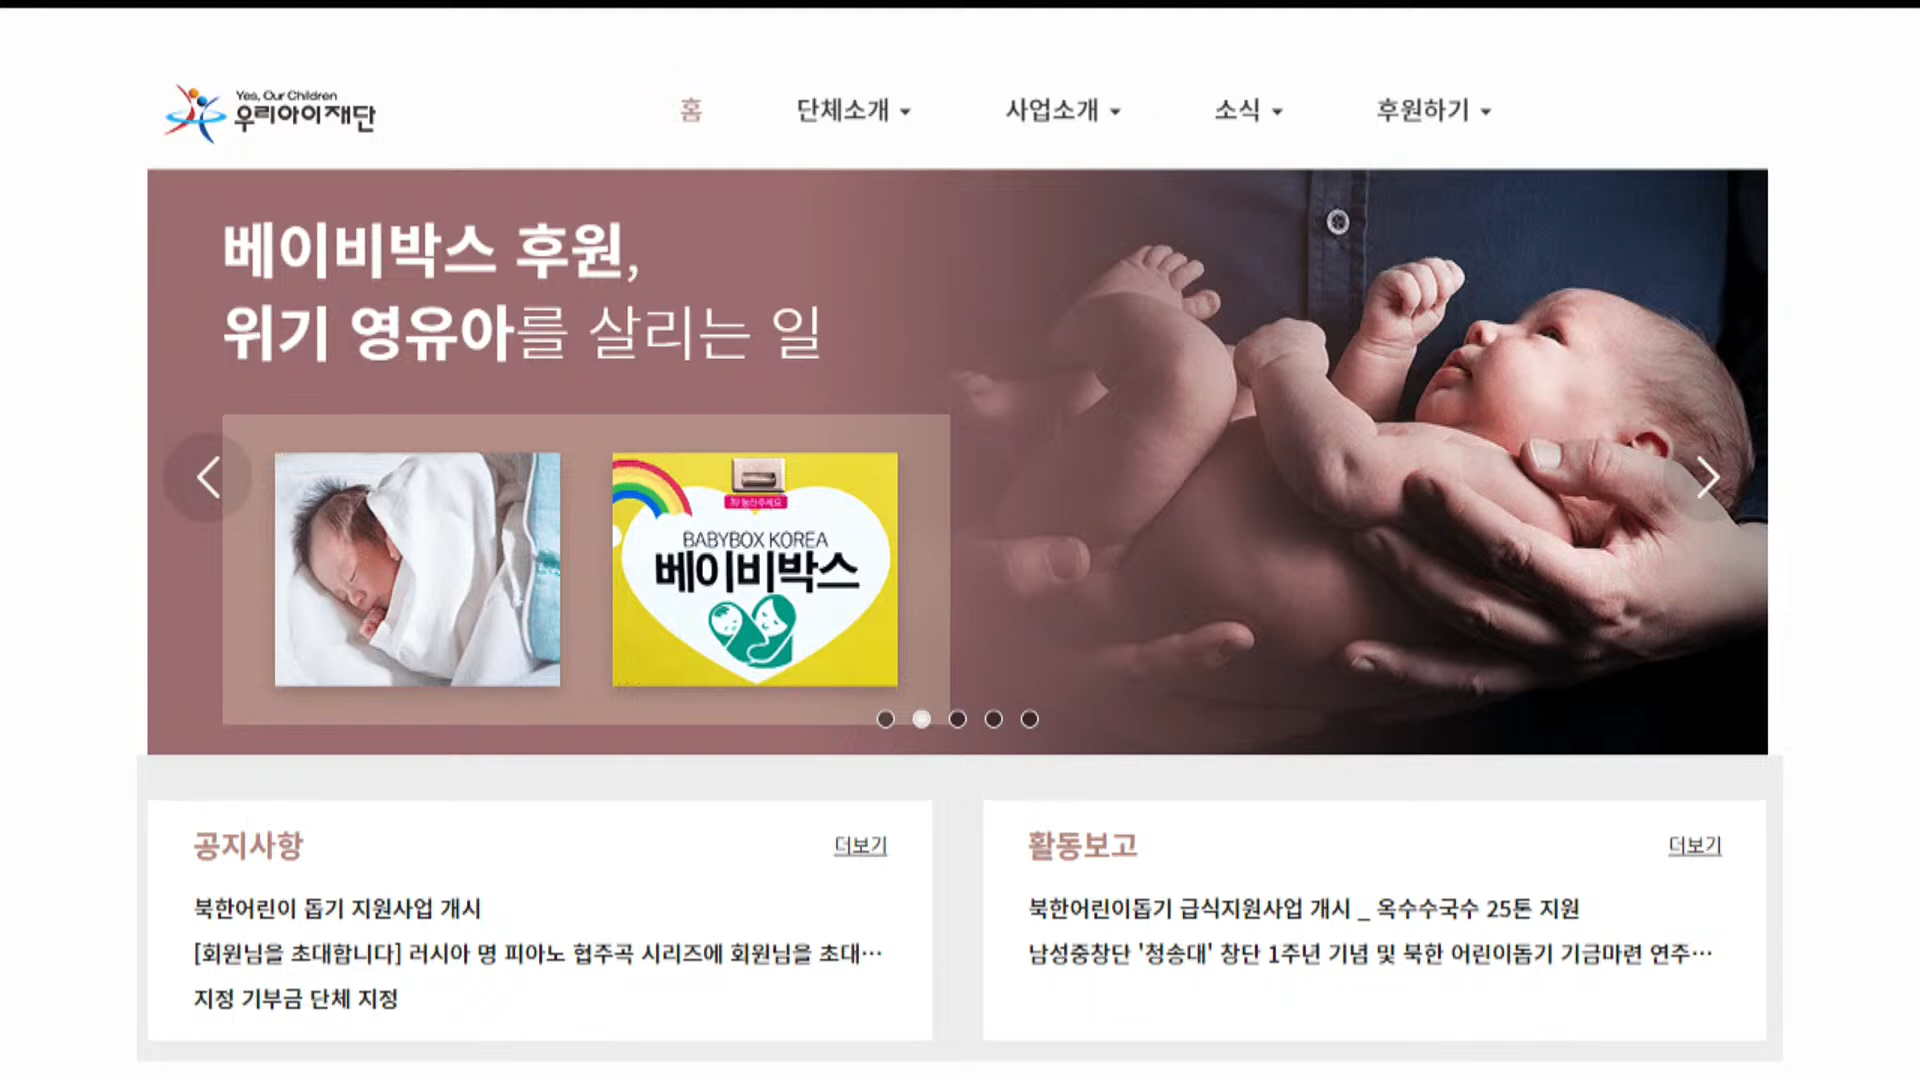 Yes, Our Children
우리아이재단
홈
단체소개
사업소개
소식
후원하기
베이비박스 후원,
위기 영유아를 살리는 일
BABYBOX KOREA
베이비박스
공지사항
더보기
북한어린이 돕기 지원사업 개시
[회원님을 초대합니다] 러시아 명 피아노 협주곡 시리즈에 회원님을 초대…
지정 기부금 단체 지정
활동보고
더보기
북한어린이돕기 급식지원사업 개시 _ 옥수수국수 25톤 지원
남성중창단 '청송대' 창단 1주년 기념 및 북한 어린이돕기 기금마련 연주…